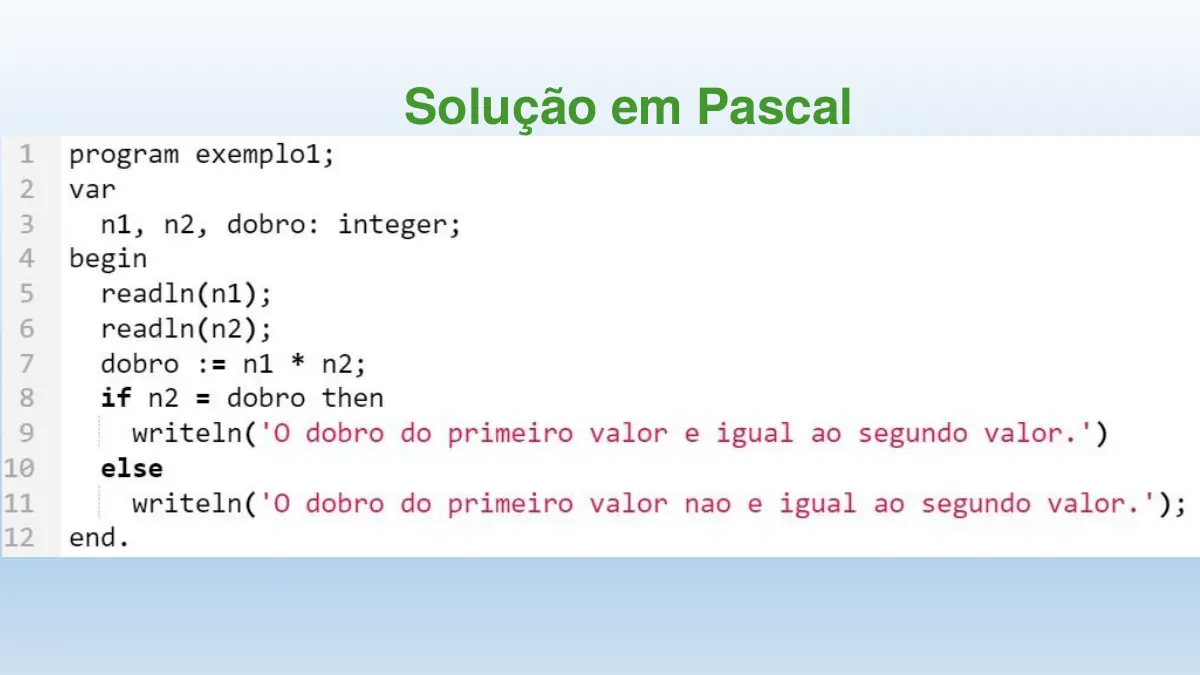 Solução em Pascal
1 program exemplo1;
2 var
3 n1, n2, dobro: integer;
4 begin
5 readln(n1);
6 readln(n2);
7 dobro := n1 * n2;
8 if n2 = dobro then
9 writeln('O dobro do primeiro valor e igual ao segundo valor.')
10 else
11 writeln('O dobro do primeiro valor nao e igual ao segundo valor.');
12 end.